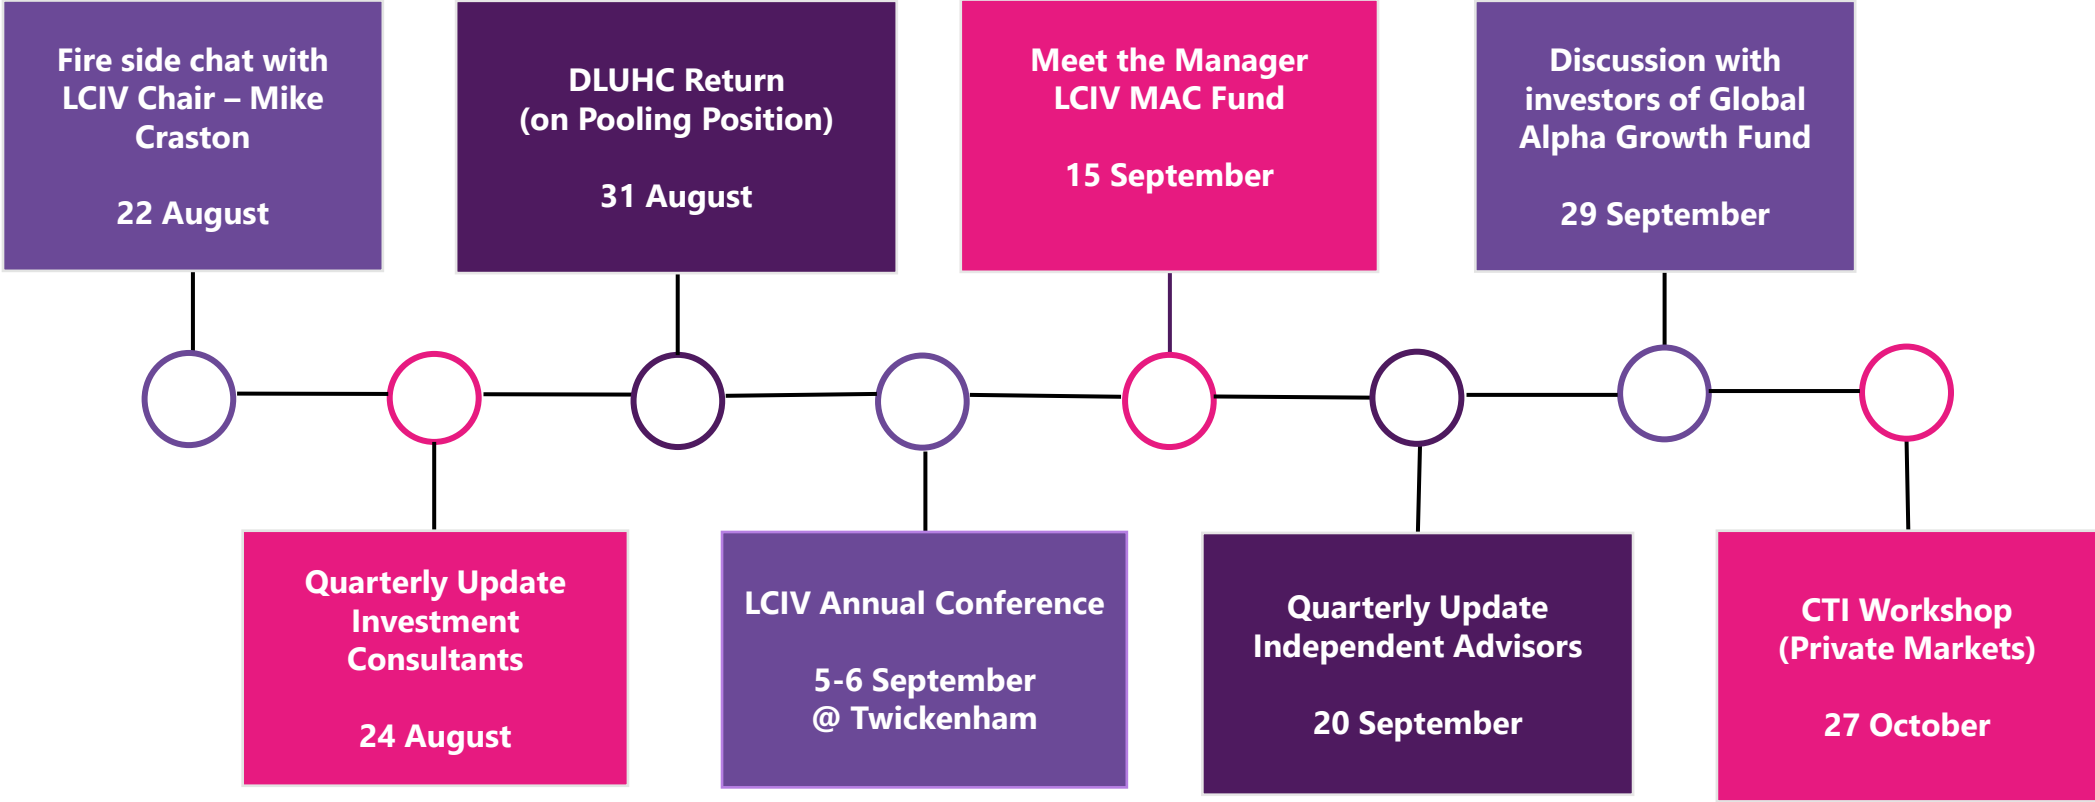 Fire side chat with
LCIV Chair – Mike
Craston
22 August
Quarterly Update
Investment
Consultants
24 August
DLUHC Return
(on Pooling Position)
31 August
LCIV Annual Conference
5-6 September
@ Twickenham
Meet the Manager
LCIV MAC Fund
15 September
Quarterly Update
Independent Advisors
20 September
Discussion with
investors of Global
Alpha Growth Fund
29 September
CTI Workshop
(Private Markets)
27 October